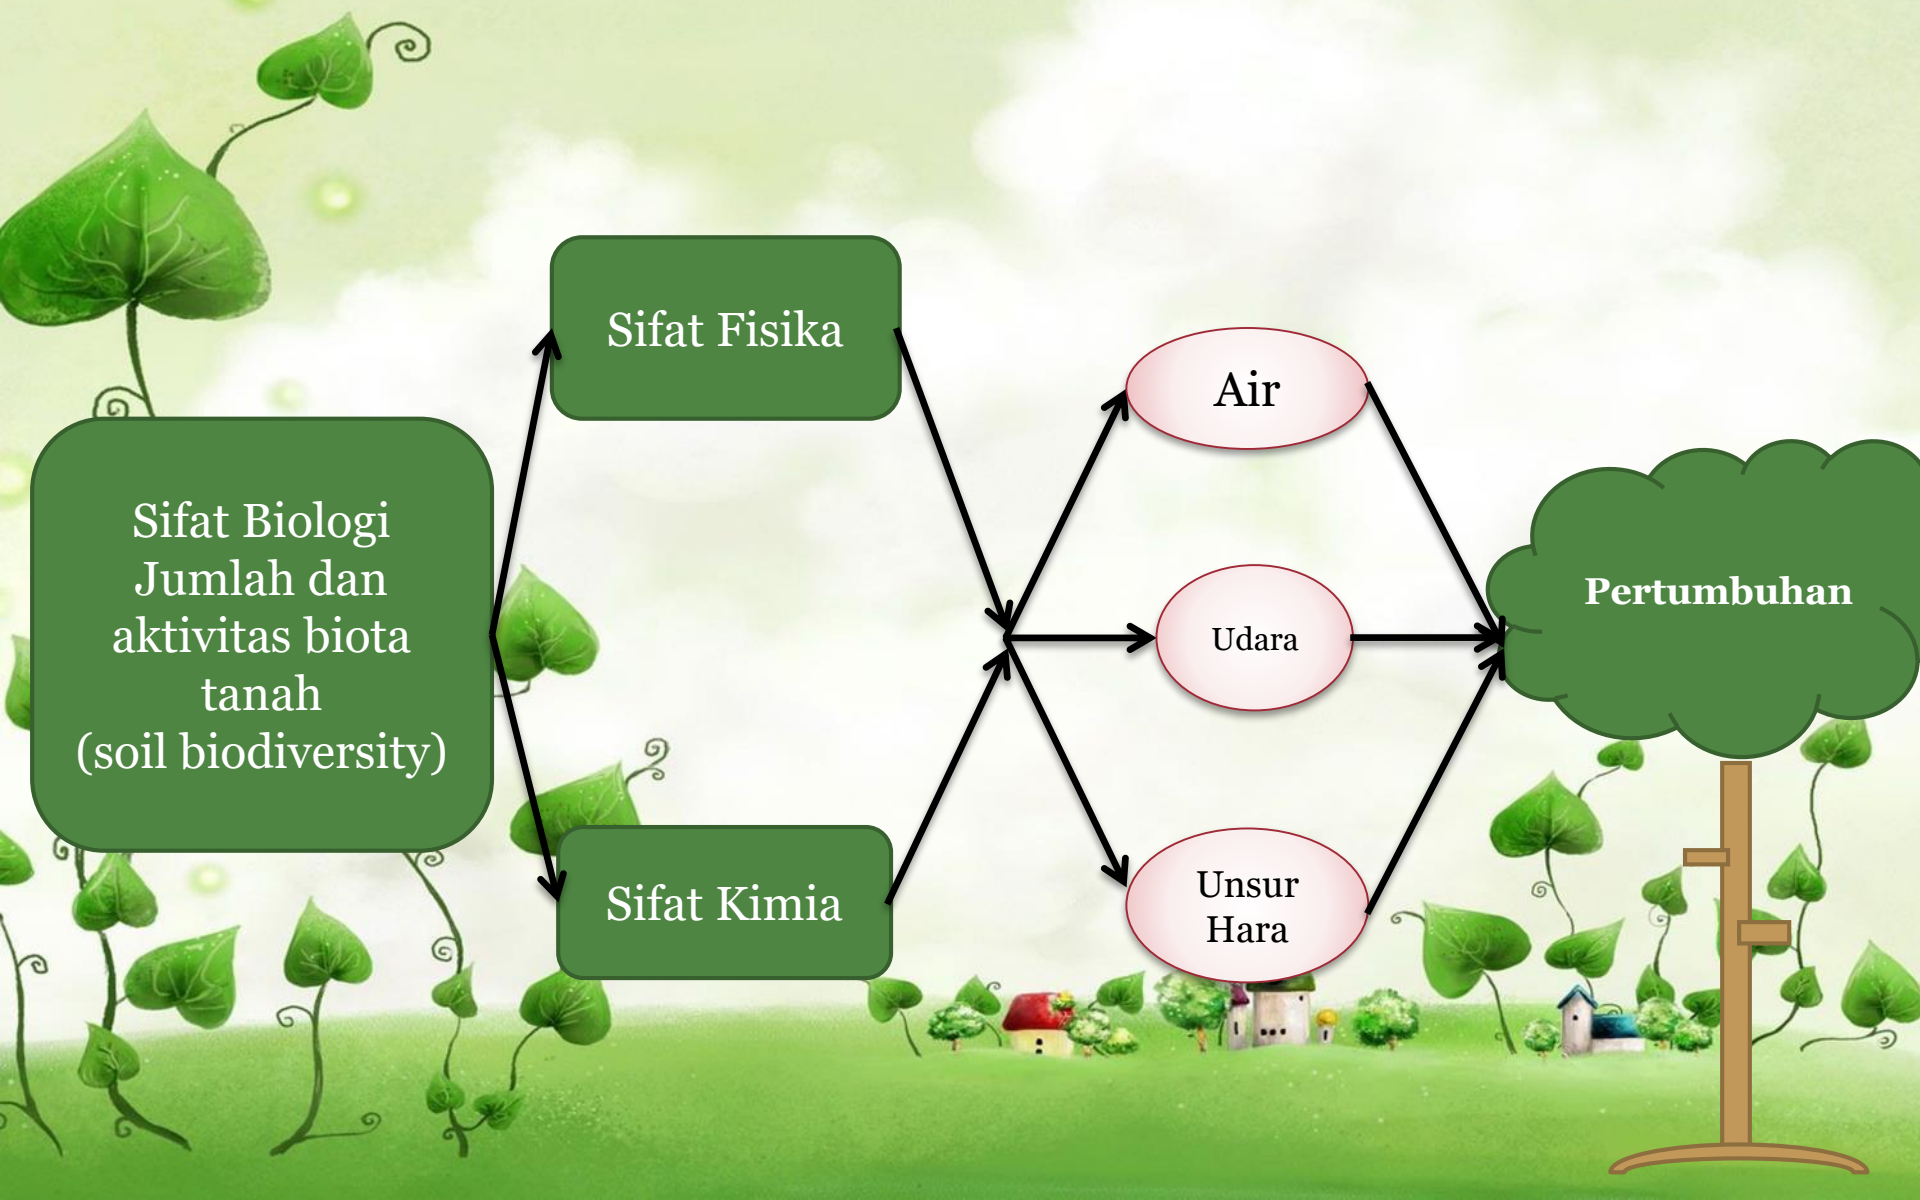 Sifat Biologi
Jumlah dan
aktivitas biota
tanah
(soil biodiversity)
Sifat Fisika
Sifat Kimia
Air
Udara
Unsur
Hara
Pertumbuhan